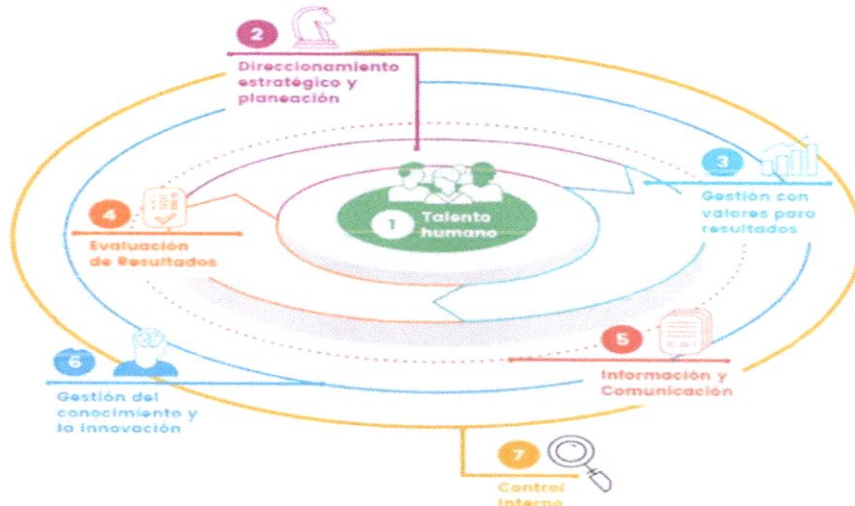 2
Direccionamiento
estratégico y
planeación
3
Gestión con
valores para
resultados
1
Talento
humano
4
Evaluación
de Resultados
5
Información y
Comunicación
6
Gestión del
conocimiento y
la innovación
7
Control
Interno